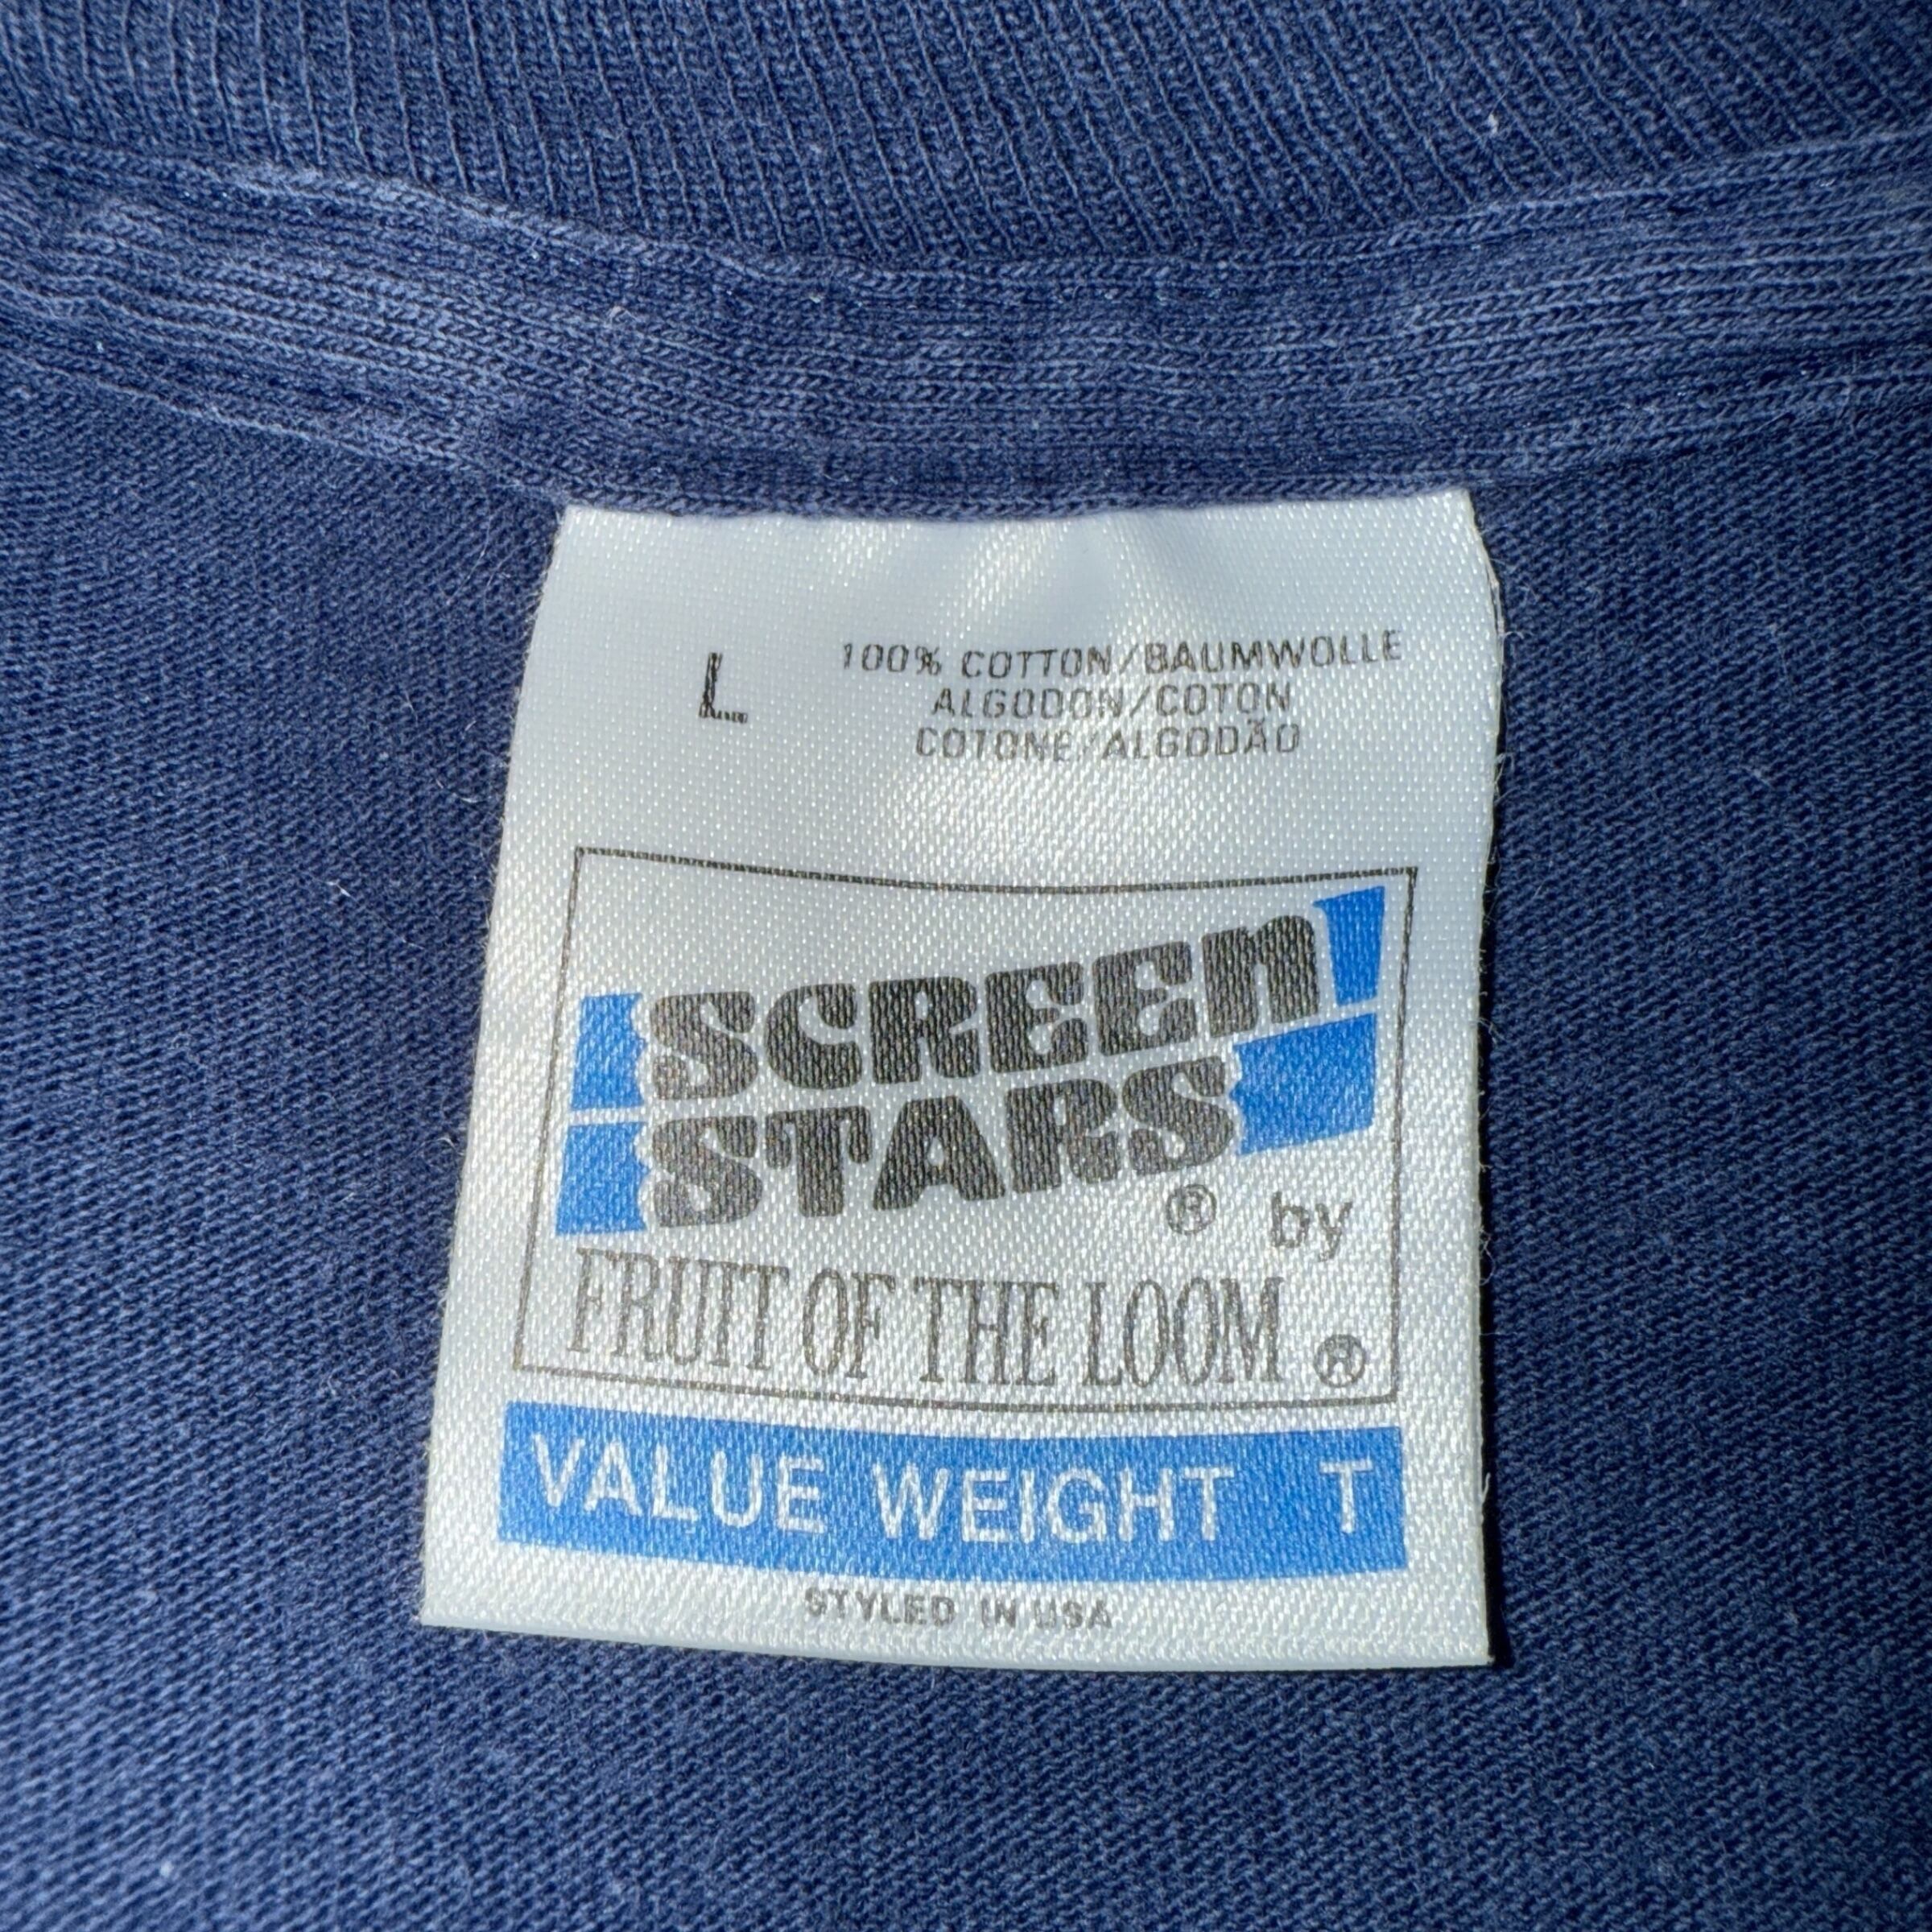 L
100% COTTON/BAUMWOLLE
ALGODON/COTON
COTONE/ALGODÃO
SCREEN
STARS
® by
FRUIT OF THE LOOM ®
VALUE WEIGHT T
STYLED IN USA